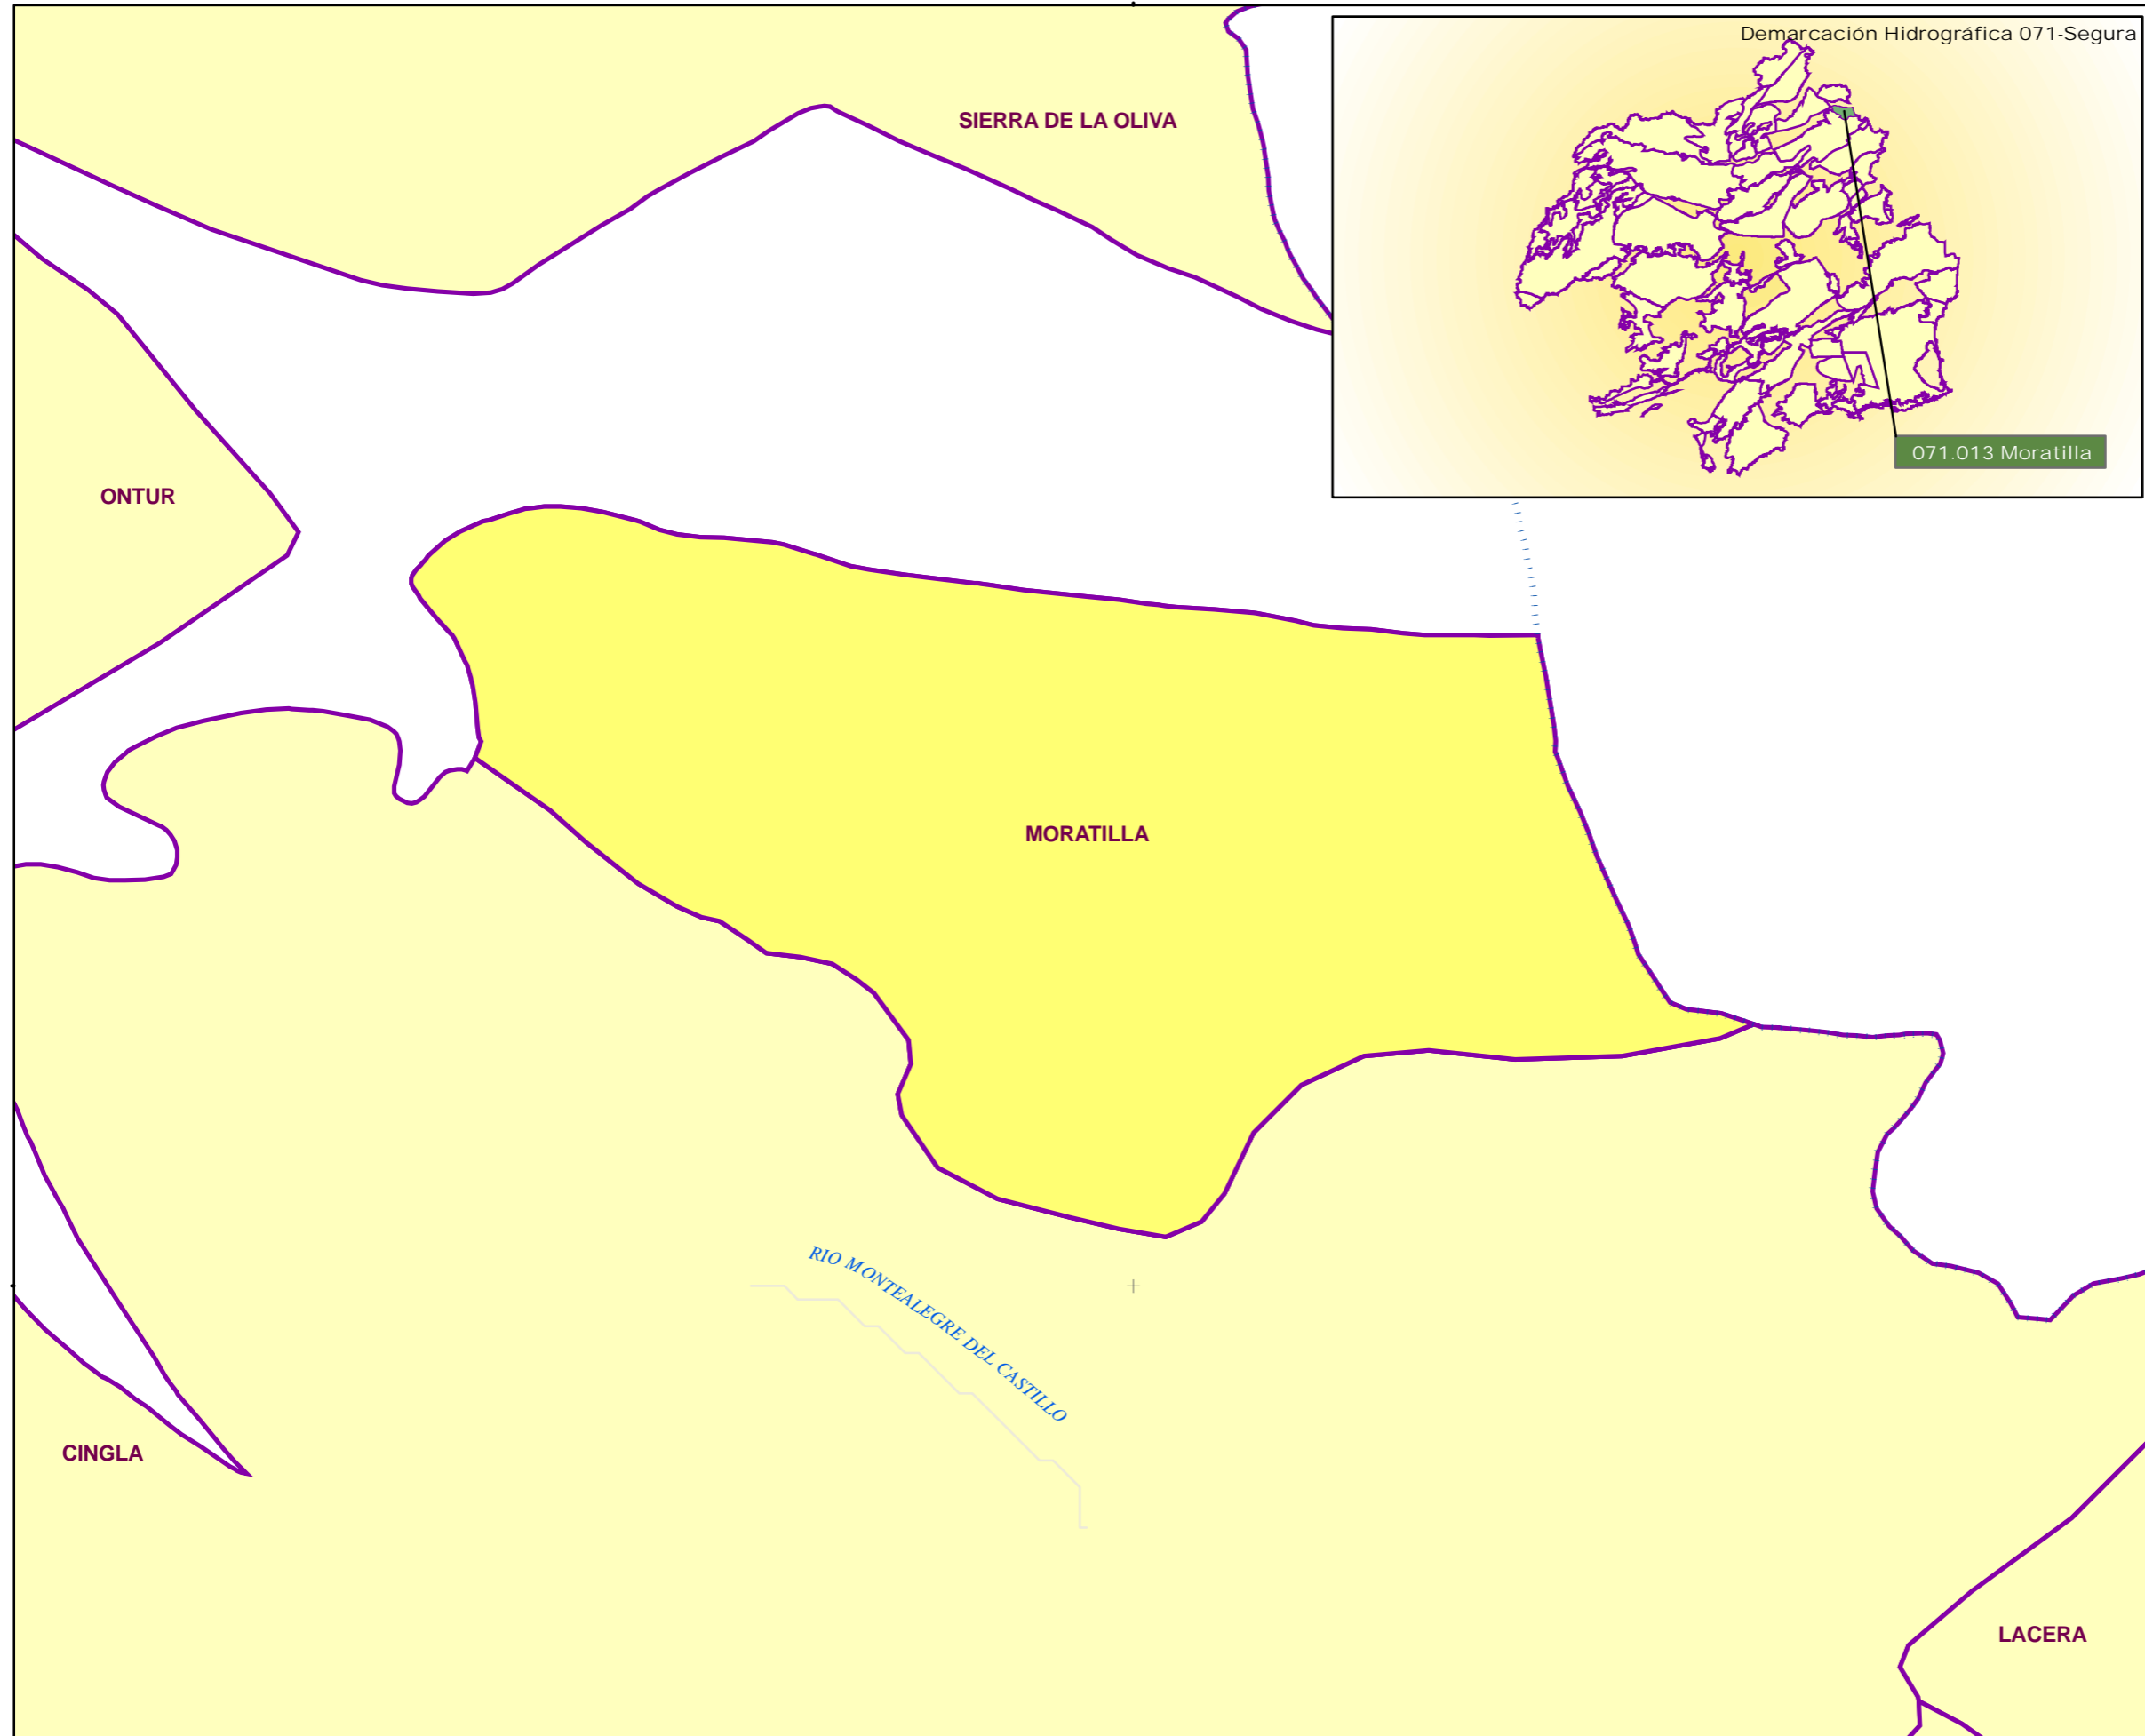 Demarcación Hidrográfica 071-Segura
SIERRA DE LA OLIVA
071.013 Moratilla
ONTUR
MORATILLA
RIO MONTEALEGRE DEL CASTILLO
CINGLA
LACERA